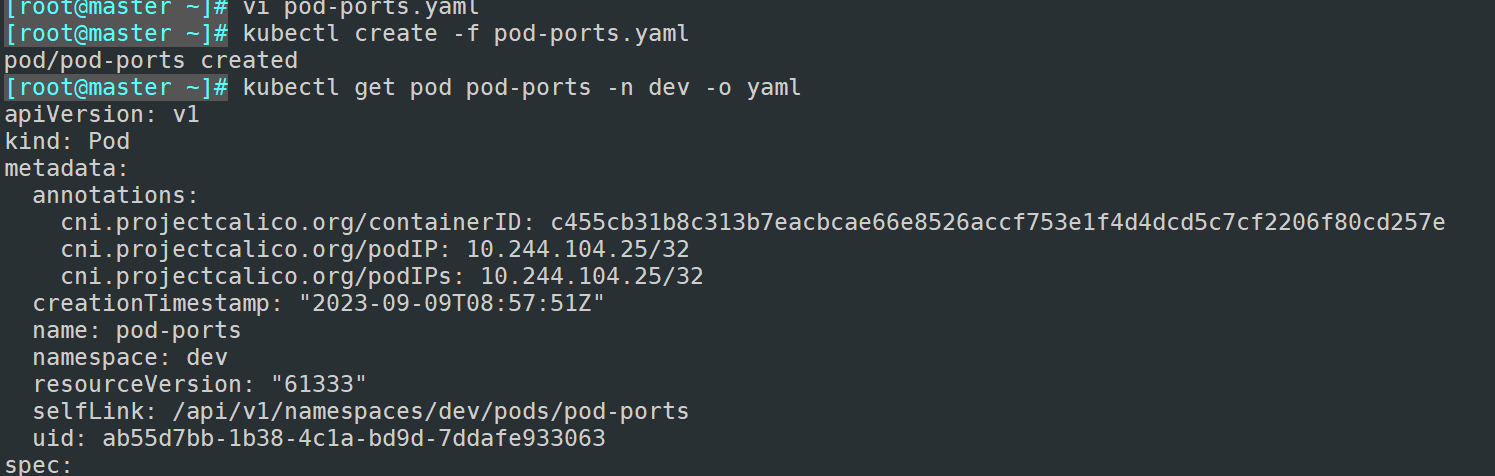 [root@master ~]# vi pod-ports.yaml
[root@master ~]# kubectl create -f pod-ports.yaml
pod/pod-ports created
[root@master ~]# kubectl get pod pod-ports -n dev -o yaml
apiVersion: v1
kind: Pod
metadata:
  annotations:
    cni.projectcalico.org/containerID: c455cb31b8c313b7eacbcae66e8526accf753e1f4d4dcd5c7cf2206f80cd257e
    cni.projectcalico.org/podIP: 10.244.104.25/32
    cni.projectcalico.org/podIPs: 10.244.104.25/32
  creationTimestamp: "2023-09-09T08:57:51Z"
  name: pod-ports
  namespace: dev
  resourceVersion: "61333"
  selfLink: /api/v1/namespaces/dev/pods/pod-ports
  uid: ab55d7bb-1b38-4c1a-bd9d-7ddafe933063
spec: